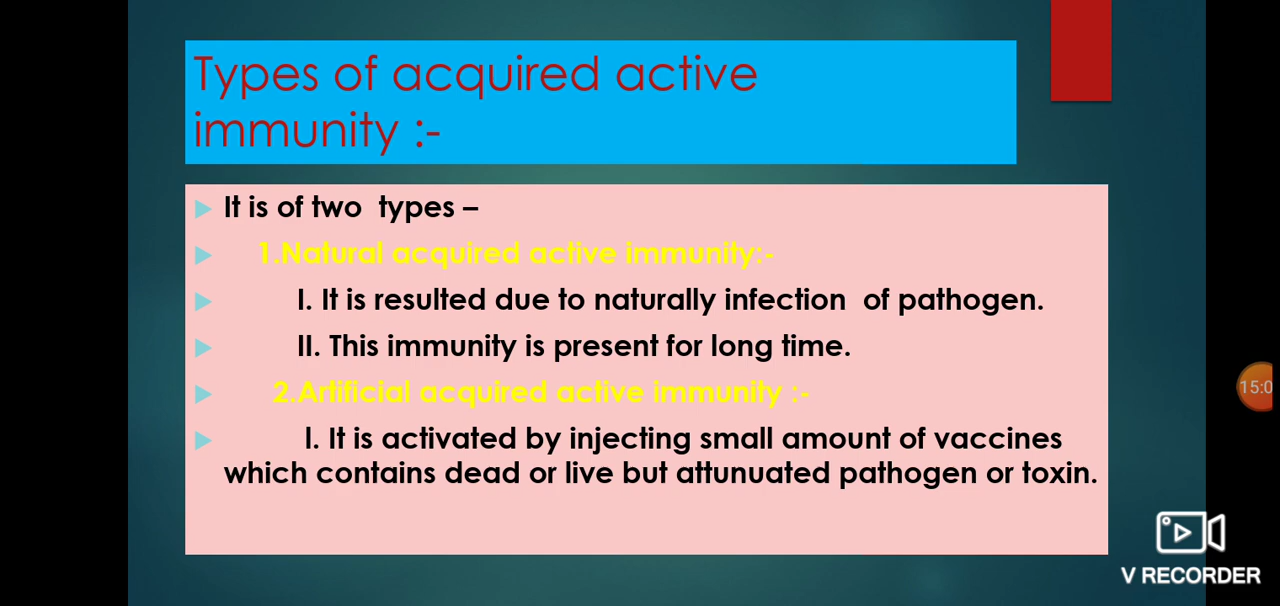 Types of acquired active
immunity :-
It is of two types –
1.Natural acquired active immunity:-
I. It is resulted due to naturally infection of pathogen.
II. This immunity is present for long time.
2.Artificial acquired active immunity :-
I. It is activated by injecting small amount of vaccines
which contains dead or live but attunuated pathogen or toxin.
15:0
V RECORDER